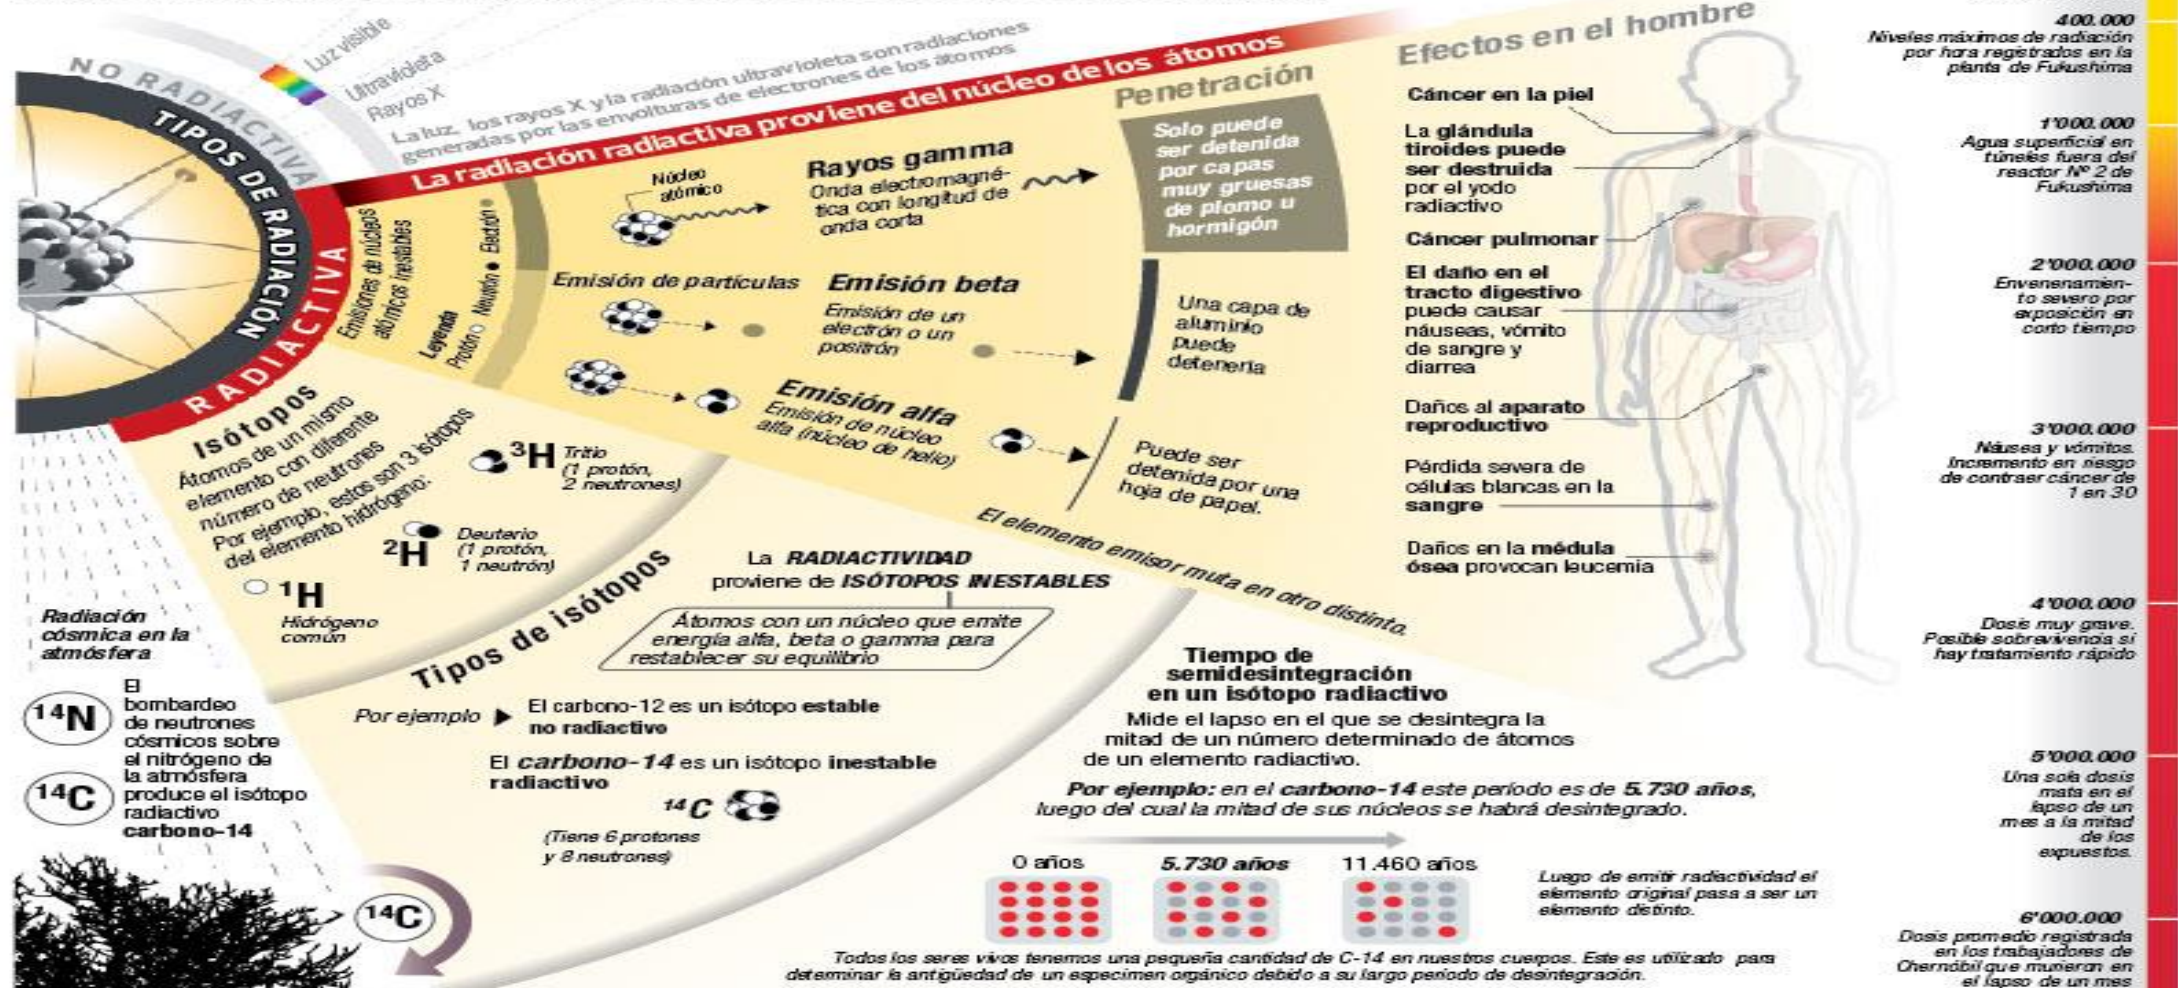 NO RADIACTIVA
TIPOS DE RADIACIÓN
RADIACTIVA
Luz visible
Ultravioleta
Rayos X
La luz, los rayos X y la radiación ultravioleta son radiaciones
generadas por las envolturas de electrones de los átomos
La radiación radiactiva proviene del núcleo de los átomos
Emisiones de núcleos
atómicos inestables
Leyenda
Protón Neutrón Electrón
Núcleo
atómico
Rayos gamma
Onda electromagné-
tica con longitud de
onda corta
Emisión de partículas
Emisión beta
Emisión de un
electrón o un
positrón
Emisión alfa
Emisión de núcleo
alfa (núcleo de helio)
Penetración
Solo puede
ser detenida
por capas
muy gruesas
de plomo u
hormigón
Una capa de
aluminio
puede
detenerla
Puede ser
detenida por una
hoja de papel.
El elemento emisor muta en otro distinto.
Efectos en el hombre
Cáncer en la piel
La glándula
tiroides puede
ser destruida
por el yodo
radiactivo
Cáncer pulmonar
El daño en el
tracto digestivo
puede causar
náuseas, vómito
de sangre y
diarrea
Daños al aparato
reproductivo
Pérdida severa de
células blancas en la
sangre
Daños en la médula
ósea provocan leucemia
Isótopos
Átomos de un mismo
elemento con diferente
número de neutrones
Por ejemplo, estos son 3 isótopos
del elemento hidrógeno:
³H
Tritio
(1 protón,
2 neutrones)
²H
Deuterio
(1 protón,
1 neutrón)
¹H
Hidrógeno
común
Tipos de isótopos
La RADIACTIVIDAD
proviene de ISÓTOPOS INESTABLES
Átomos con un núcleo que emite
energía alfa, beta o gamma para
restablecer su equilibrio
Por ejemplo
El carbono-12 es un isótopo estable
no radiactivo
El carbono-14 es un isótopo inestable
radiactivo
¹⁴C
(Tiene 6 protones
y 8 neutrones)
Radiación
cósmica en la
atmósfera
¹⁴N
¹⁴C
El
bombardeo
de neutrones
cósmicos sobre
el nitrógeno de
la atmósfera
produce el isótopo
radiactivo
carbono-14
¹⁴C
Tiempo de
semidesintegración
en un isótopo radiactivo
Mide el lapso en el que se desintegra la
mitad de un número determinado de átomos
de un elemento radiactivo.
Por ejemplo: en el carbono-14 este período es de 5.730 años,
luego del cual la mitad de sus núcleos se habrá desintegrado.
0 años
5.730 años
11.460 años
Luego de emitir radiactividad el
elemento original pasa a ser un
elemento distinto.
Todos los seres vivos tenemos una pequeña cantidad de C-14 en nuestros cuerpos. Este es utilizado para
determinar la antigüedad de un especimen orgánico debido a su largo período de desintegración.
400.000
Niveles máximos de radiación
por hora registrados en la
planta de Fukushima
1'000.000
Agua superficial en
túneles fuera del
reactor Nº 2 de
Fukushima
2'000.000
Envenenamien-
to severo por
exposición en
corto tiempo
3'000.000
Náusea y vómitos.
Incremento en riesgo
de contraer cáncer de
1 en 30
4'000.000
Dosis muy grave.
Posible sobrevivencia si
hay tratamiento rápido
5'000.000
Una sola dosis
mata en el
lapso de un
mes a la mitad
de los
expuestos.
6'000.000
Dosis promedio registrada
en los trabajadores de
Chernóbil que murieron en
el lapso de un mes